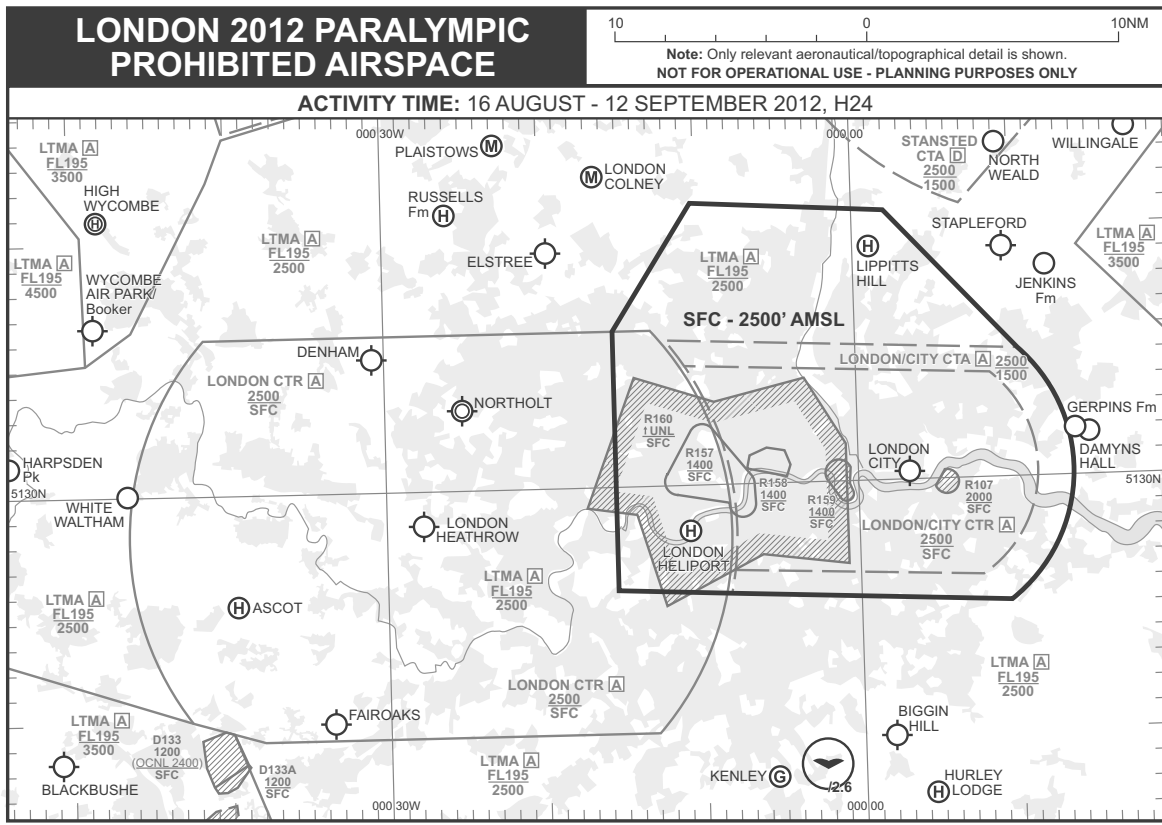 LONDON 2012 PARALYMPIC
PROHIBITED AIRSPACE
10
0
10NM
Note: Only relevant aeronautical/topographical detail is shown.
NOT FOR OPERATIONAL USE - PLANNING PURPOSES ONLY
ACTIVITY TIME: 16 AUGUST - 12 SEPTEMBER 2012, H24
000 30W
000 00
LTMA A
FL195
3500
HIGH
WYCOMBE
H
PLAISTOWS M
M LONDON
COLNEY
RUSSELLS
Fm
H
STANSTED
CTA D
2500
1500
NORTH
WEALD
WILLINGALE
LTMA A
FL195
4500
WYCOMBE
AIR PARK/
Booker
LTMA A
FL195
2500
ELSTREE
LTMA A
FL195
2500
H
LIPPITTS
HILL
STAPLEFORD
JENKINS
Fm
LTMA A
FL195
3500
SFC - 2500' AMSL
DENHAM
LONDON CTR A
2500
SFC
NORTHOLT
LONDON/CITY CTA A 2500
1500
GERPINS Fm
DAMYNS
HALL
R160
↑UNL
SFC
R157
1400
SFC
R158
1400
SFC
R159
1400
SFC
LONDON
CITY
R107
2000
SFC
HARPSDEN
Pk
5130N
5130N
WHITE
WALTHAM
LONDON
HEATHROW
H
LONDON
HELIPORT
LONDON/CITY CTR A
2500
SFC
LTMA A
FL195
2500
LTMA A
FL195
2500
H ASCOT
LTMA A
FL195
2500
LONDON CTR A
2500
SFC
FAIROAKS
BIGGIN
HILL
LTMA A
FL195
3500
D133
1200
(OCNL 2400)
SFC
D133A
1200
SFC
BLACKBUSHE
LTMA A
FL195
2500
KENLEY G
/2.6
H HURLEY
LODGE
000 30W
000 00